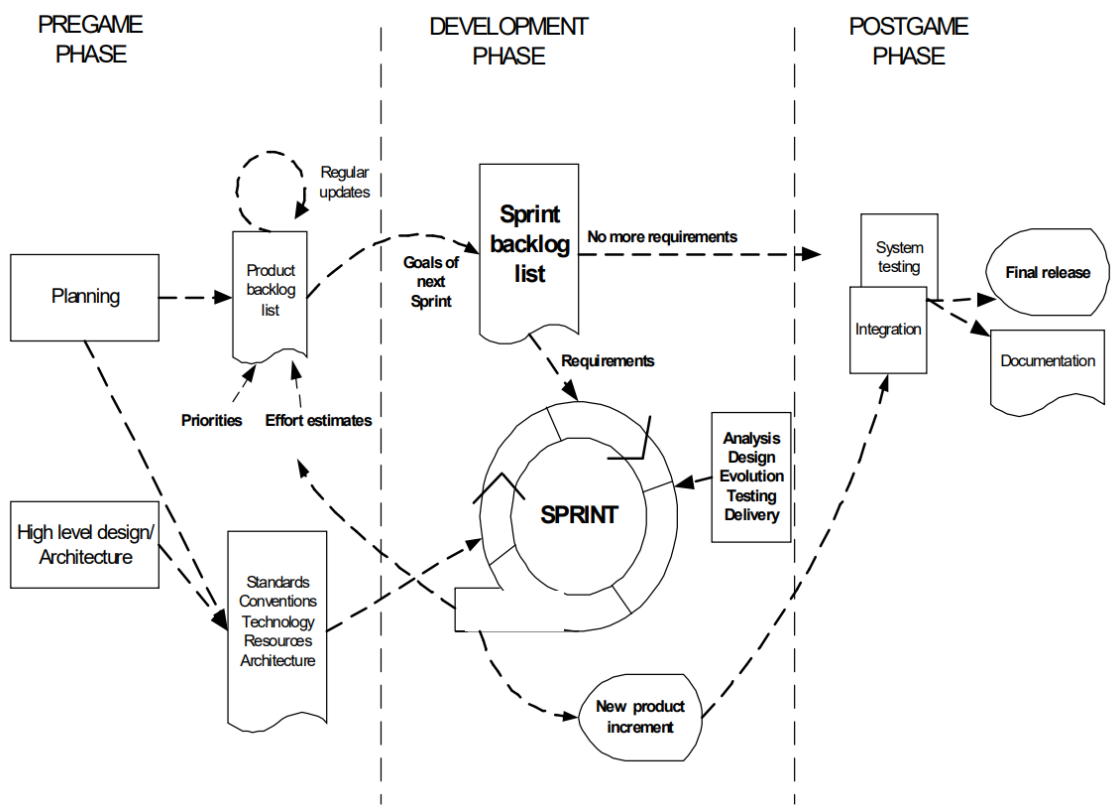 PREGAME
PHASE
DEVELOPMENT
PHASE
POSTGAME
PHASE
Regular
updates
Planning
Product
backlog
list
Goals of
next
Sprint
Sprint
backlog
list
No more requirements
System
testing
Integration
Final release
Documentation
Priorities
Effort estimates
Requirements
High level design/
Architecture
Standards
Conventions
Technology
Resources
Architecture
SPRINT
Analysis
Design
Evolution
Testing
Delivery
New product
increment